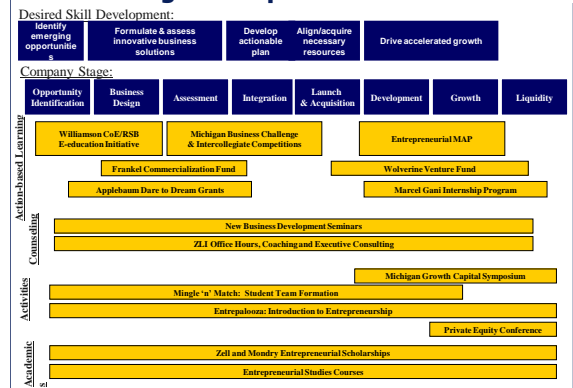 Desired Skill Development:
Identify
emerging
opportunitie
s
Formulate & assess
innovative business
solutions
Develop
actionable
plan
Align/acquire
necessary
resources
Drive accelerated growth
Company Stage:
Opportunity
Identification
Business
Design
Assessment
Integration
Launch
& Acquisition
Development
Growth
Liquidity
Action-based Learning
Williamson CoE/RSB
E-education Initiative
Michigan Business Challenge
& Intercollegiate Competitions
Entrepreneurial MAP
Frankel Commercialization Fund
Wolverine Venture Fund
Applebaum Dare to Dream Grants
Marcel Gani Internship Program
Counseling
New Business Development Seminars
ZLI Office Hours, Coaching and Executive Consulting
Activities
Michigan Growth Capital Symposium
Mingle ‘n’ Match: Student Team Formation
Entrepalooza: Introduction to Entrepreneurship
Private Equity Conference
Academic
s
Zell and Mondry Entrepreneurial Scholarships
Entrepreneurial Studies Courses